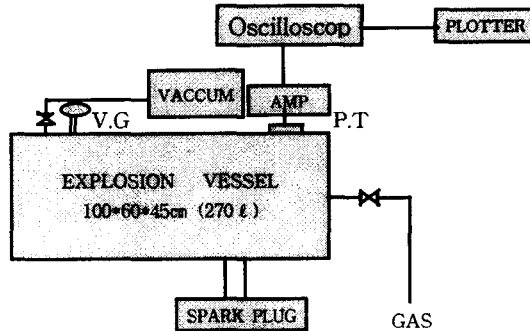 Oscilloscop
PLOTTER
VACCUM
AMP
V.G
P.T
EXPLOSION VESSEL
100*60*45cm (270 ℓ)
SPARK PLUG
GAS